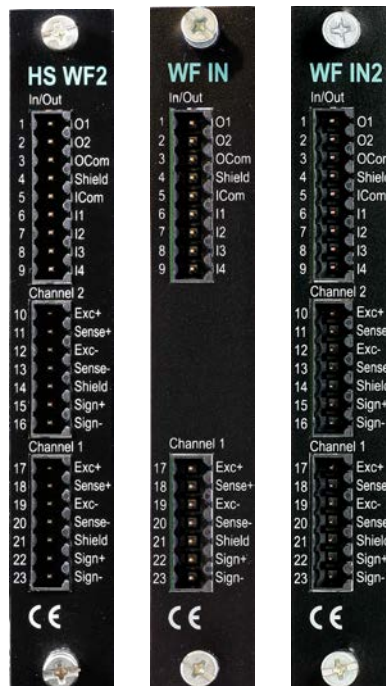 HS WF2
In/Out
1 O1
2 O2
3 OCom
4 Shield
5 ICom
6 I1
7 I2
8 I3
9 I4
Channel 2
10 Exc+
11 Sense+
12 Exc-
13 Sense-
14 Shield
15 Sign+
16 Sign-
Channel 1
17 Exc+
18 Sense+
19 Exc-
20 Sense-
21 Shield
22 Sign+
23 Sign-
CE
WF IN
In/Out
1 O1
2 O2
3 OCom
4 Shield
5 ICom
6 I1
7 I2
8 I3
9 I4
Channel 1
17 Exc+
18 Sense+
19 Exc-
20 Sense-
21 Shield
22 Sign+
23 Sign-
CE
WF IN2
In/Out
1 O1
2 O2
3 OCom
4 Shield
5 ICom
6 I1
7 I2
8 I3
9 I4
Channel 2
10 Exc+
11 Sense+
12 Exc-
13 Sense-
14 Shield
15 Sign+
16 Sign-
Channel 1
17 Exc+
18 Sense+
19 Exc-
20 Sense-
21 Shield
22 Sign+
23 Sign-
CE